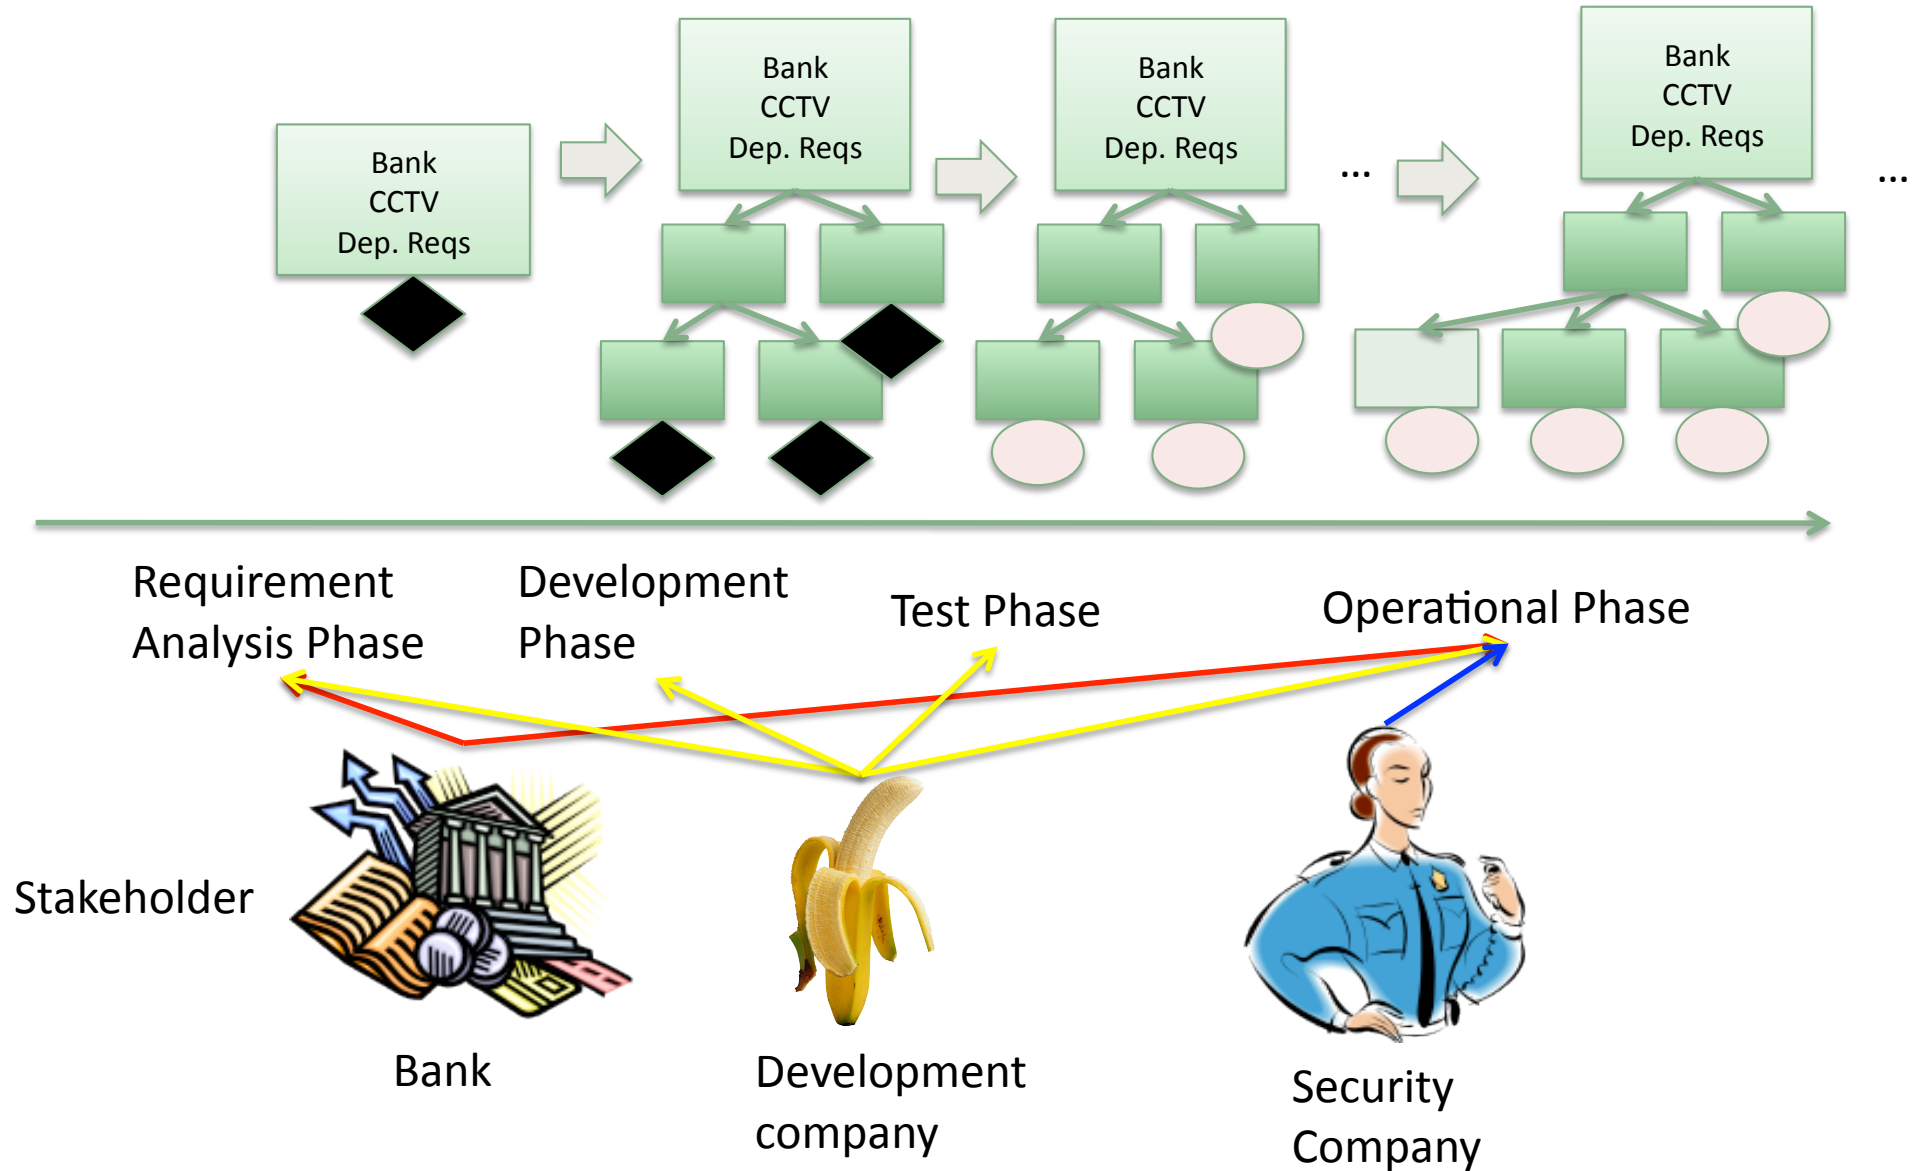 Bank
CCTV
Dep. Reqs
Bank
CCTV
Dep. Reqs
Bank
CCTV
Dep. Reqs
...
Bank
CCTV
Dep. Reqs
...
Requirement
Analysis Phase
Development
Phase
Test Phase
Operational Phase
Stakeholder
Bank
Development
company
Security
Company